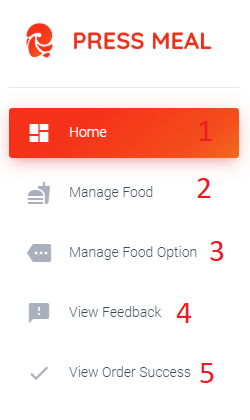 PRESS MEAL
Home 1
Manage Food 2
Manage Food Option 3
View Feedback 4
View Order Success 5